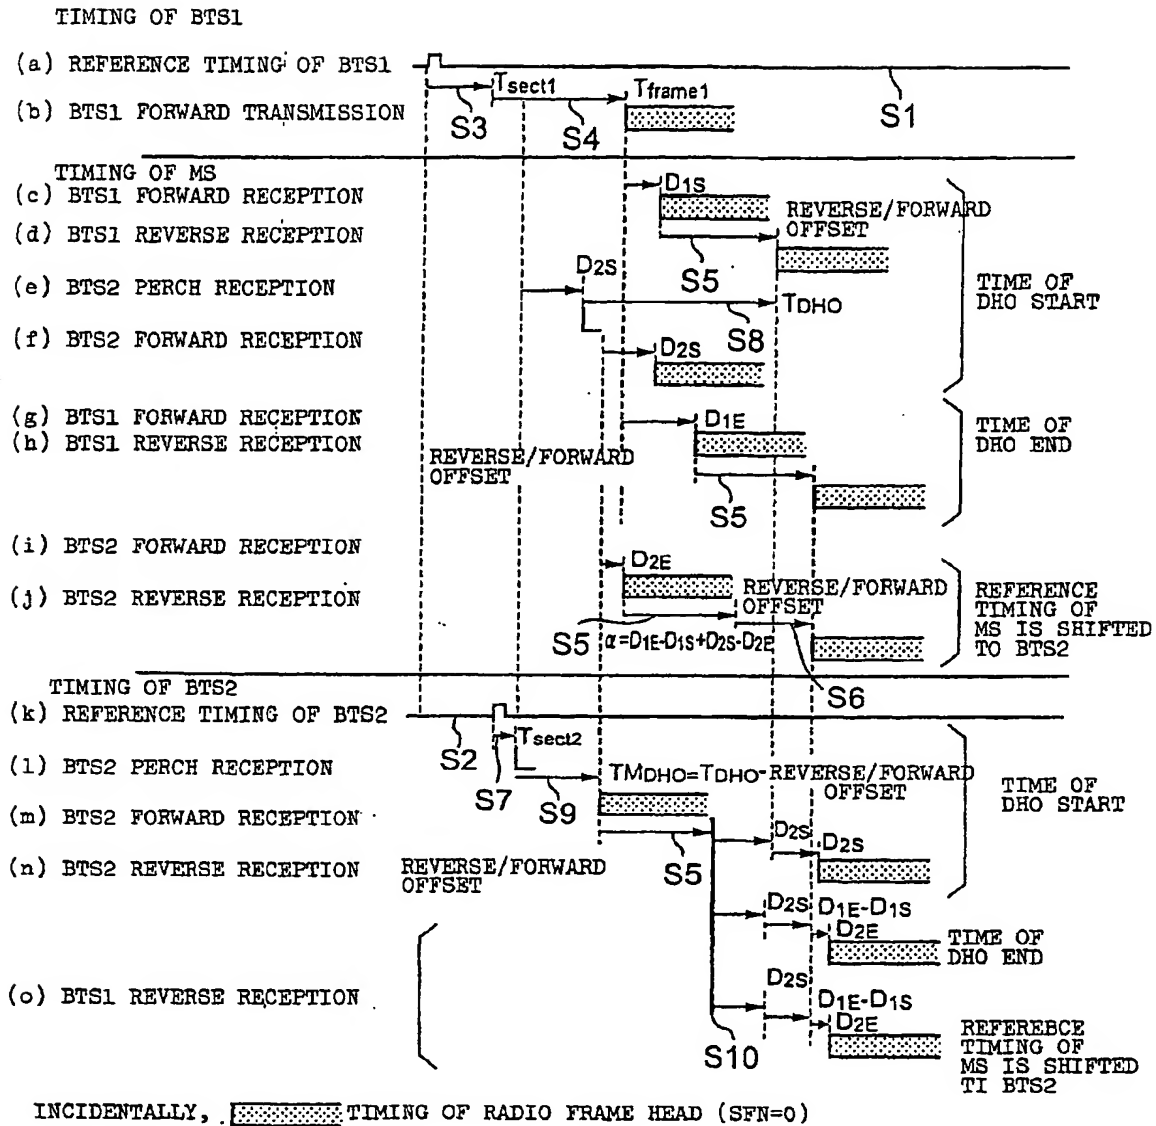 TIMING OF BTS1
(a) REFERENCE TIMING OF BTS1
S1
Tsect1
Tframe1
S3
S4
(b) BTS1 FORWARD TRANSMISSION
TIMING OF MS
(c) BTS1 FORWARD RECEPTION
D1S
REVERSE/FORWARD
OFFSET
(d) BTS1 REVERSE RECEPTION
S5
D2S
(e) BTS2 PERCH RECEPTION
TDHO
S8
TIME OF
DHO START
(f) BTS2 FORWARD RECEPTION
D2S
(g) BTS1 FORWARD RECEPTION
D1E
(h) BTS1 REVERSE RECEPTION
TIME OF
DHO END
REVERSE/FORWARD
OFFSET
S5
(i) BTS2 FORWARD RECEPTION
D2E
(j) BTS2 REVERSE RECEPTION
REVERSE/FORWARD
OFFSET
REFERENCE
TIMING OF
MS IS SHIFTED
TO BTS2
S5
α=D1E-D1S+D2S-D2E
S6
TIMING OF BTS2
(k) REFERENCE TIMING OF BTS2
S2
Tsect2
S7
(l) BTS2 PERCH RECEPTION
S9
TMDHO=TDHO-REVERSE/FORWARD
OFFSET
TIME OF
DHO START
(m) BTS2 FORWARD RECEPTION
D2S
D2S
S5
(n) BTS2 REVERSE RECEPTION
REVERSE/FORWARD
OFFSET
D2S
D1E-D1S
D2E
TIME OF
DHO END
(o) BTS1 REVERSE RECEPTION
D2S
D1E-D1S
D2E
S10
REFEREBCE
TIMING OF
MS IS SHIFTED
TI BTS2
INCIDENTALLY, TIMING OF RADIO FRAME HEAD (SFN=0)